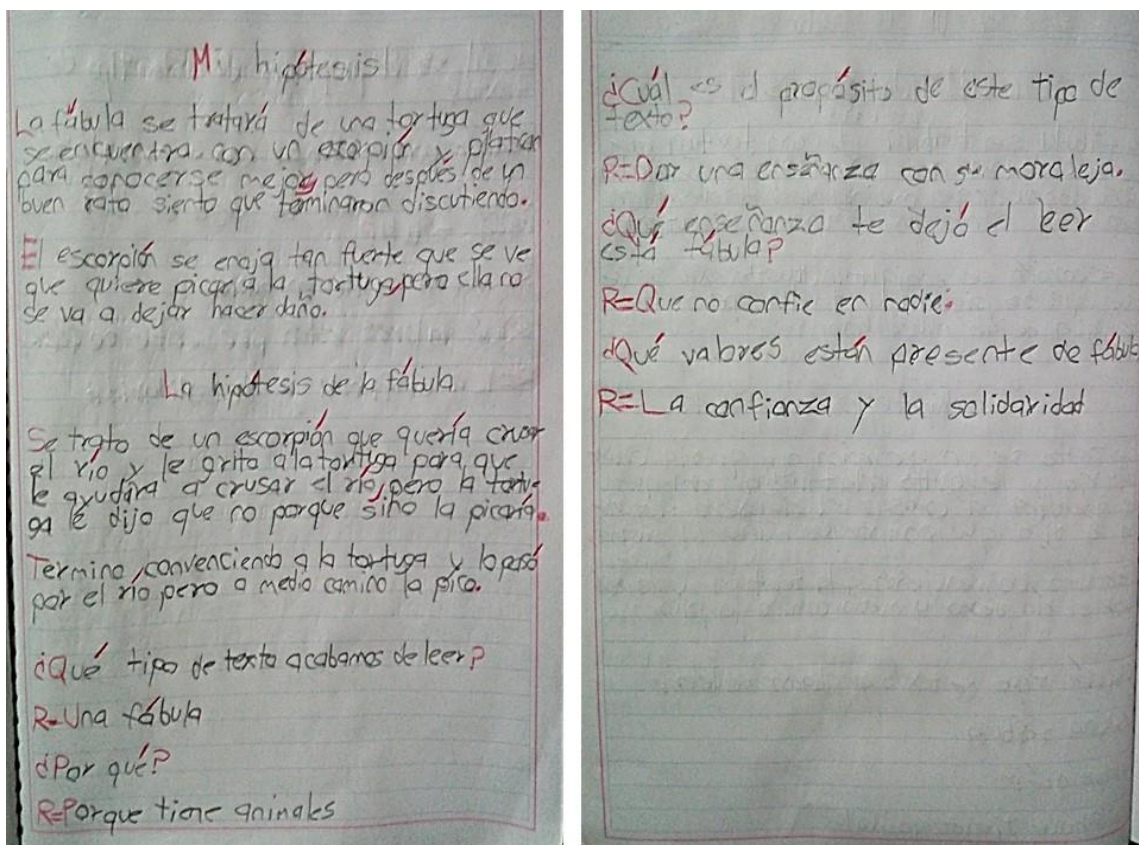 Mi hipótesis
La fábula se tratará de una tortuga que
se encuentra con un escorpión y platican
para conocerse mejor, pero después de un
buen rato siento que terminaron discutiendo.
El escorpión se enoja tan fuerte que se ve
que quiere picar a la tortuga, pero ella no
se va a dejar hacer daño.
La hipótesis de la fábula
Se trato de un escorpión que quería cruzar
el río y le grito a la tortuga para que
le ayudara a crusar el río, pero la tortu-
ga le dijo que no porque sino la picaría.
Termino convenciendo a la tortuga y lo pasó
por el río pero a medio camino la pico.
¿Qué tipo de texto acabamos de leer?
R=Una fábula
¿Por qué?
R=Porque tiene animales
¿Cuál es el propósito de este tipo de
texto?
R=Dar una enseñanza con su moraleja.
¿Qué enseñanza te dejó el leer
está fábula?
R=Que no confie en nadie.
¿Qué valores están presente de fábula
R=La confianza y la solidaridad